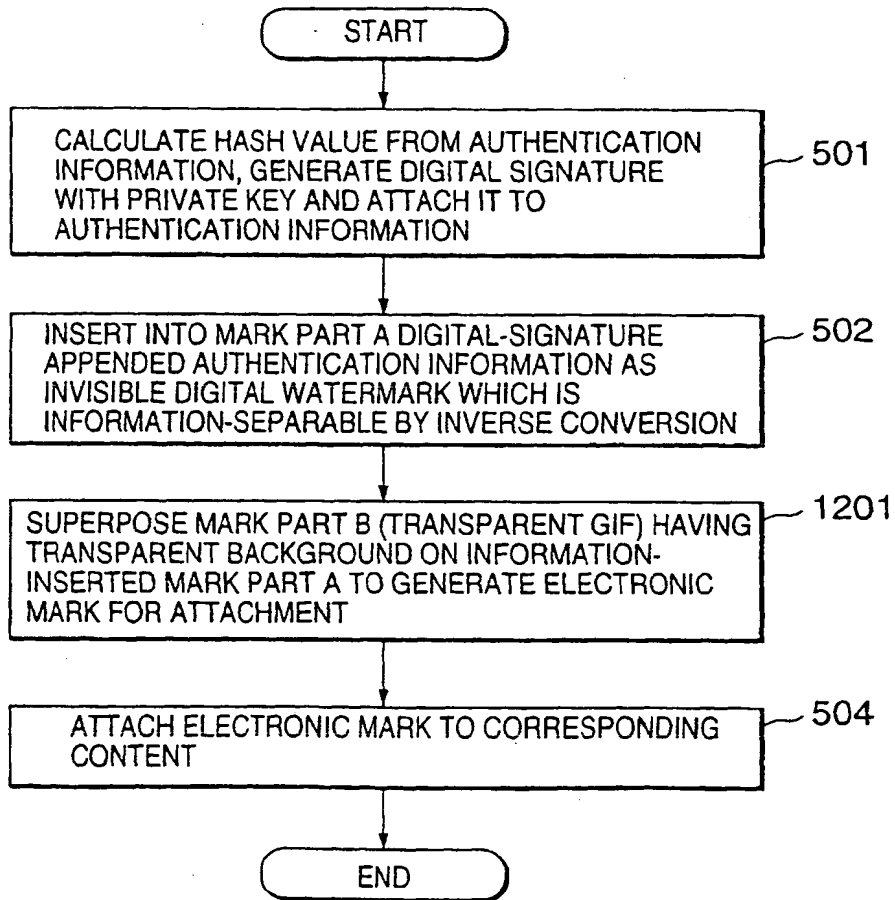 START
CALCULATE HASH VALUE FROM AUTHENTICATION
INFORMATION, GENERATE DIGITAL SIGNATURE
WITH PRIVATE KEY AND ATTACH IT TO
AUTHENTICATION INFORMATION
501
INSERT INTO MARK PART A DIGITAL-SIGNATURE
APPENDED AUTHENTICATION INFORMATION AS
INVISIBLE DIGITAL WATERMARK WHICH IS
INFORMATION-SEPARABLE BY INVERSE CONVERSION
502
SUPERPOSE MARK PART B (TRANSPARENT GIF) HAVING
TRANSPARENT BACKGROUND ON INFORMATION-
INSERTED MARK PART A TO GENERATE ELECTRONIC
MARK FOR ATTACHMENT
1201
ATTACH ELECTRONIC MARK TO CORRESPONDING
CONTENT
504
END